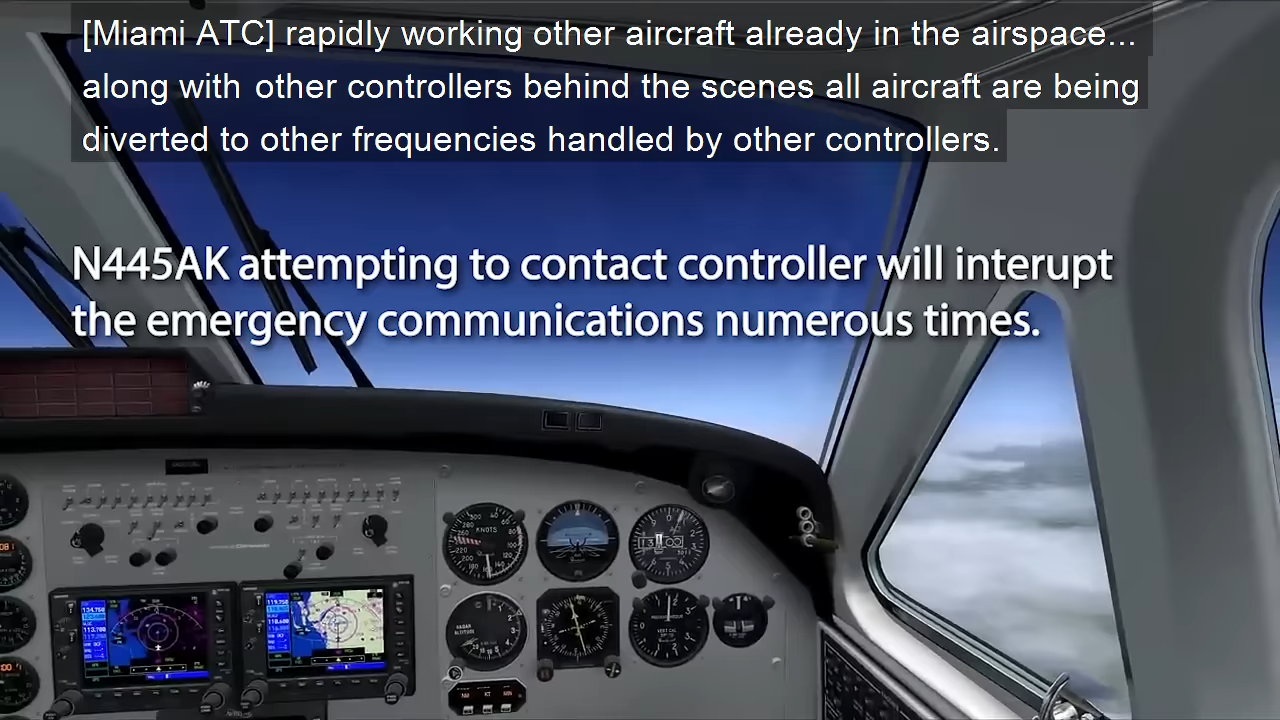 [Miami ATC] rapidly working other aircraft already in the airspace...
along with other controllers behind the scenes all aircraft are being
diverted to other frequencies handled by other controllers.
N445AK attempting to contact controller will interupt
the emergency communications numerous times.
KNOTS